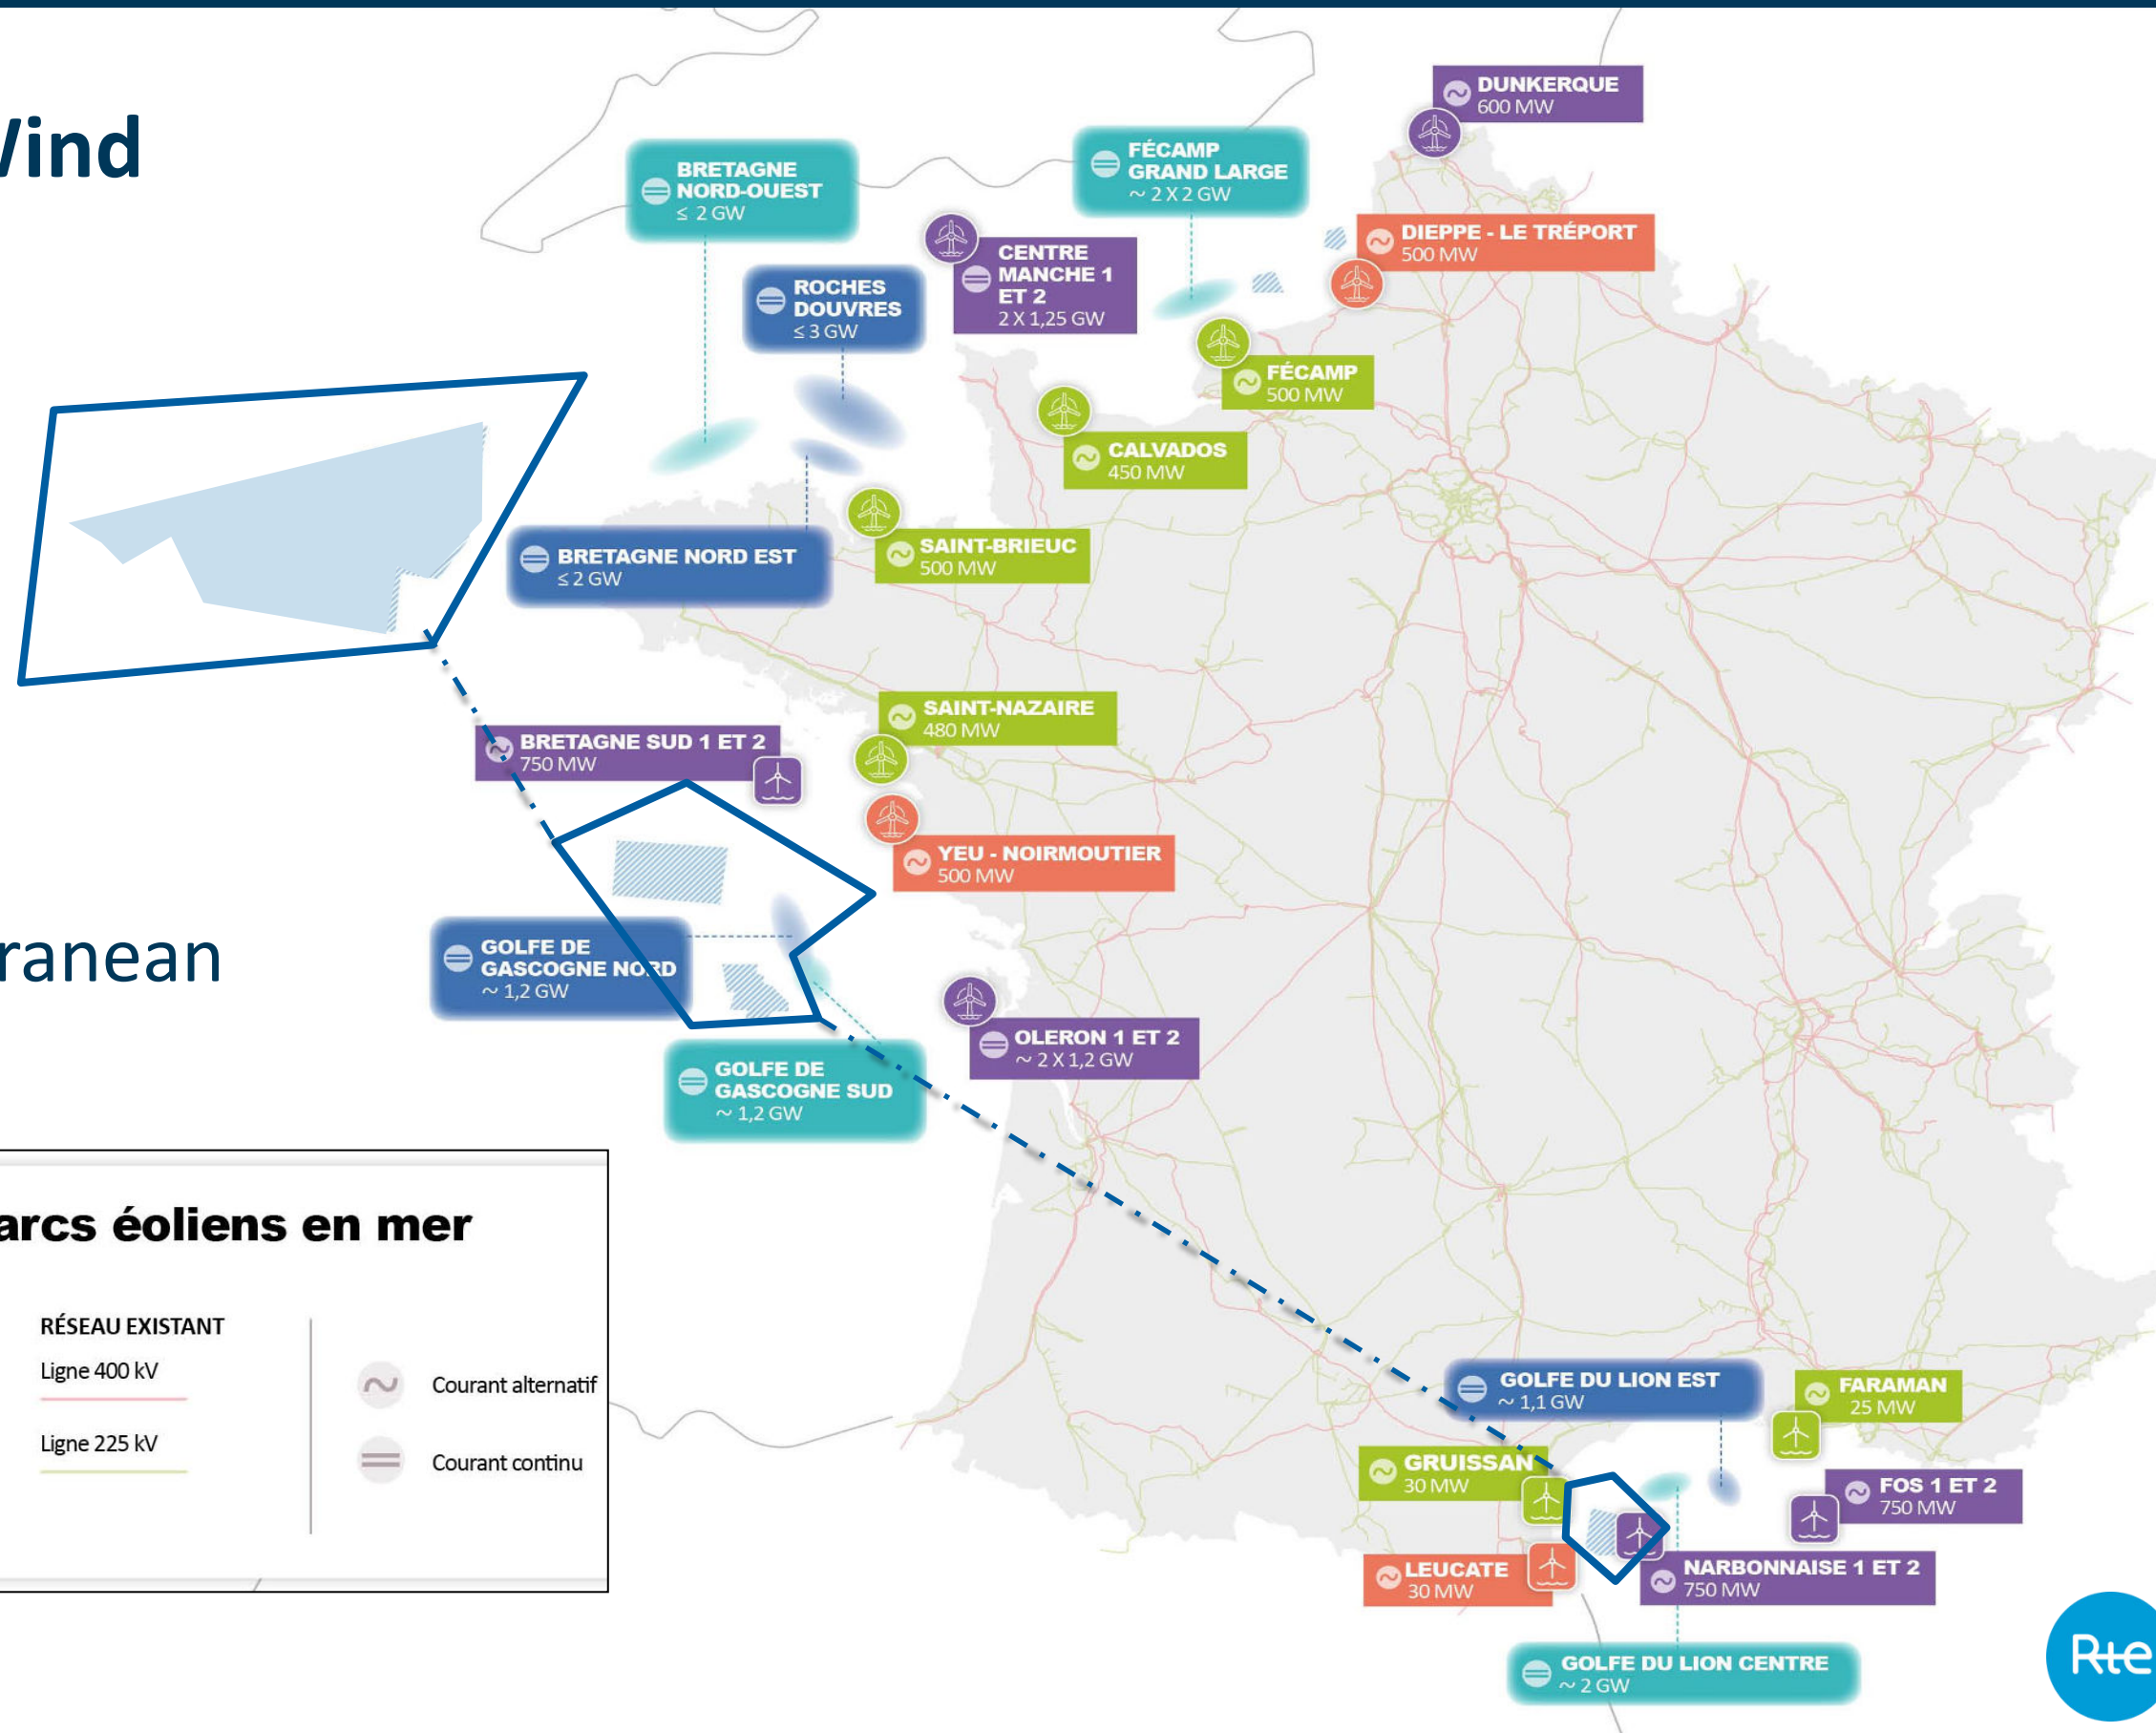 DUNKERQUE
600 MW
BRETAGNE
NORD-OUEST
≤ 2 GW
FÉCAMP
GRAND LARGE
~ 2 X 2 GW
DIEPPE - LE TRÉPORT
500 MW
CENTRE
MANCHE 1
ET 2
2 X 1,25 GW
ROCHES
DOUVRES
≤ 3 GW
FÉCAMP
500 MW
CALVADOS
450 MW
SAINT-BRIEUC
500 MW
BRETAGNE NORD EST
≤ 2 GW
SAINT-NAZAIRE
480 MW
BRETAGNE SUD 1 ET 2
750 MW
YEU - NOIRMOUTIER
500 MW
GOLFE DE
GASCOGNE NORD
~ 1,2 GW
OLERON 1 ET 2
~ 2 X 1,2 GW
GOLFE DE
GASCOGNE SUD
~ 1,2 GW
RÉSEAU EXISTANT
Ligne 400 kV
Ligne 225 kV
éoliens en mer
Courant alternatif
Courant continu
GOLFE DU LION EST
~ 1,1 GW
FARAMAN
25 MW
GRUISSAN
30 MW
FOS 1 ET 2
750 MW
LEUCATE
30 MW
NARBONNAISE 1 ET 2
750 MW
GOLFE DU LION CENTRE
~ 2 GW
Rte